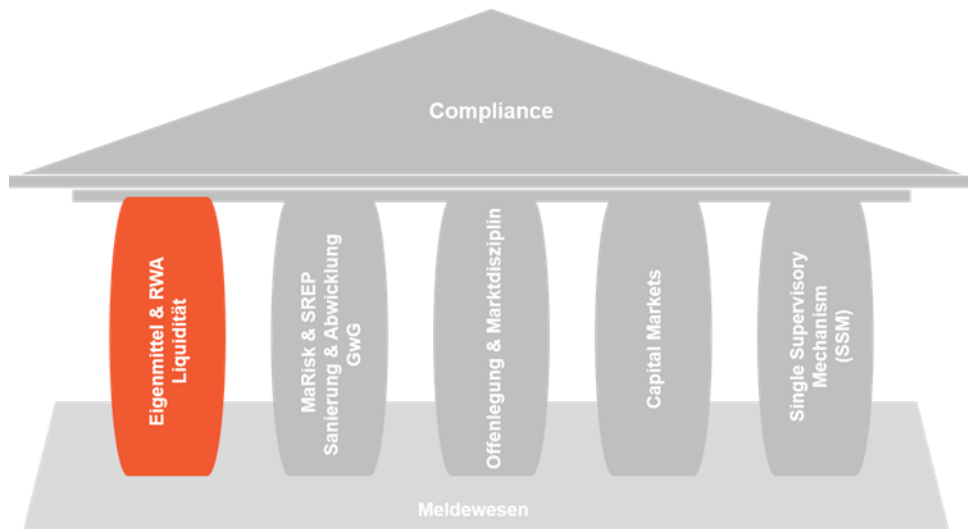 Compliance
Eigenmittel & RWA
Liquidität
MaRisk & SREP
Sanierung & Abwicklung
GwG
Offenlegung & Marktdisziplin
Capital Markets
Single Supervisory
Mechanism
(SSM)
Meldewesen